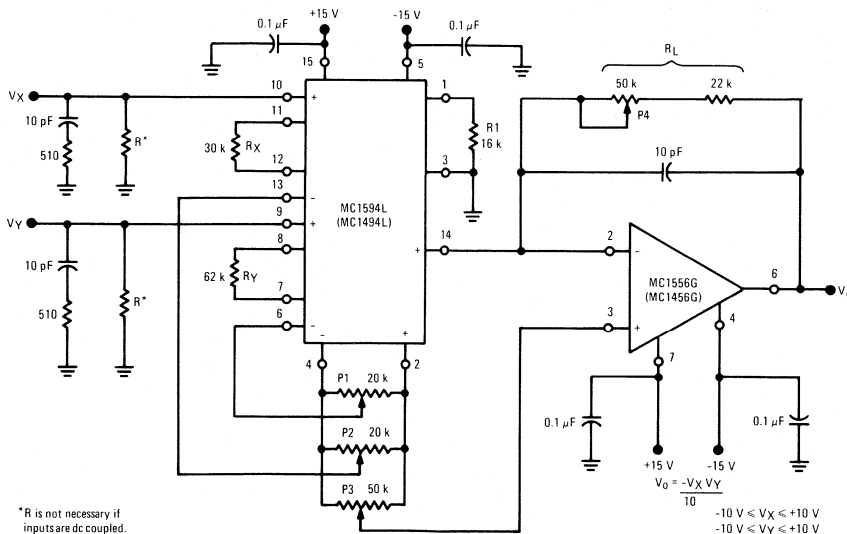 0.1 µF
+15 V
-15 V
0.1 µF
15
5
RL
50 k
22 k
P4
VX
10
+
1
10 pF
R*
11
30 k
RX
R1
16 k
510
12
3
10 pF
13
-
MC1594L
(MC1494L)
VY
9
+
8
14
+
2
-
MC1556G
(MC1456G)
6
V
10 pF
R*
62 k
RY
7
510
6
-
3
+
4
-
+
4
2
7
P1
20 k
0.1 µF
0.1 µF
P2
20 k
+15 V
-15 V
P3
50 k
VO = -VX VY
10
*R is not necessary if
inputs are dc coupled.
-10 V ⩽ VX ⩽ +10 V
-10 V ⩽ VY ⩽ +10 V